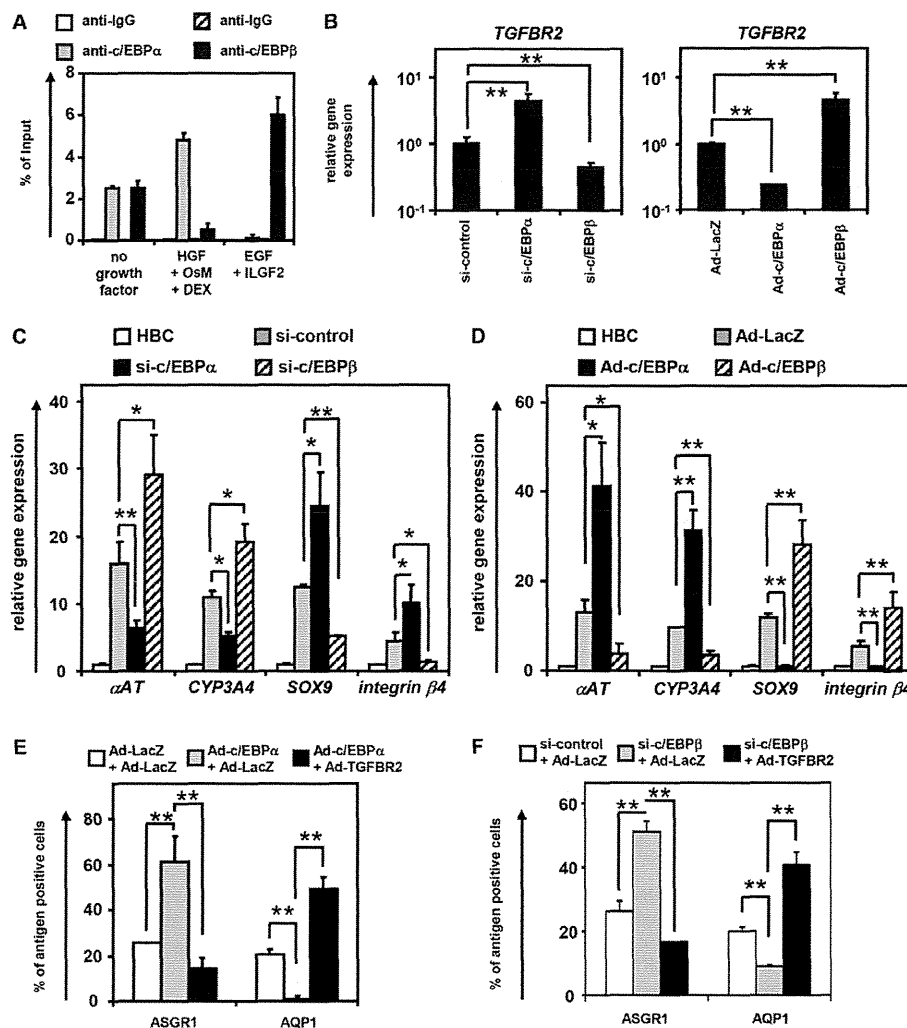 A
anti-IgG
anti-IgG
anti-c/EBPα
anti-c/EBPβ
% of Input
8
6
4
2
0
no growth factor
HGF + OsM + DEX
EGF + ILGF2
B
TGFBR2
relative gene expression
10¹
10⁰
10⁻¹
**
**
si-control
si-c/EBPα
si-c/EBPβ
TGFBR2
10¹
10⁰
10⁻¹
**
**
Ad-LacZ
Ad-c/EBPα
Ad-c/EBPβ
C
HBC
si-control
si-c/EBPα
si-c/EBPβ
relative gene expression
40
30
20
10
0
*
**
*
*
**
*
*
*
αAT
CYP3A4
SOX9
integrin β4
D
HBC
Ad-LacZ
Ad-c/EBPα
Ad-c/EBPβ
relative gene expression
60
40
20
0
*
*
**
**
**
**
**
**
αAT
CYP3A4
SOX9
integrin β4
E
Ad-LacZ + Ad-LacZ
Ad-c/EBPα + Ad-LacZ
Ad-c/EBPα + Ad-TGFBR2
% of antigen positive cells
80
60
40
20
0
**
**
**
**
ASGR1
AQP1
F
si-control + Ad-LacZ
si-c/EBPβ + Ad-LacZ
si-c/EBPβ + Ad-TGFBR2
% of antigen positive cells
60
40
20
0
**
**
**
**
ASGR1
AQP1